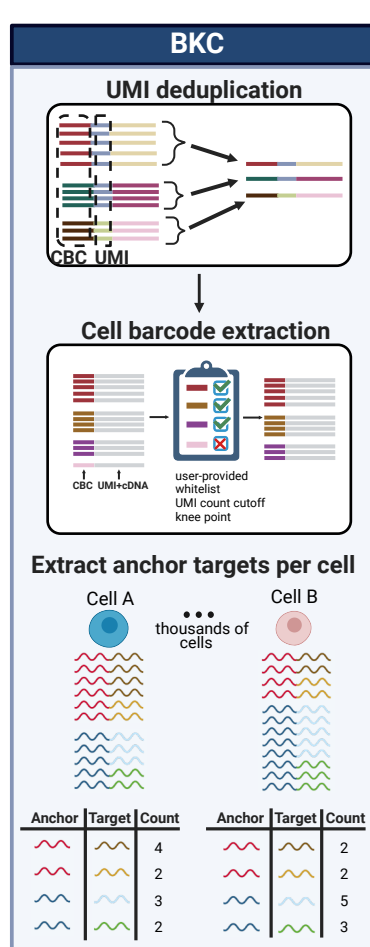 BKC
UMI deduplication
CBC UMI
Cell barcode extraction
CBC UMI+cDNA
user-provided
whitelist
UMI count cutoff
knee point
Extract anchor targets per cell
Cell A ... Cell B
thousands of
cells
Anchor Target Count
4
2
3
2
Anchor Target Count
2
2
5
3